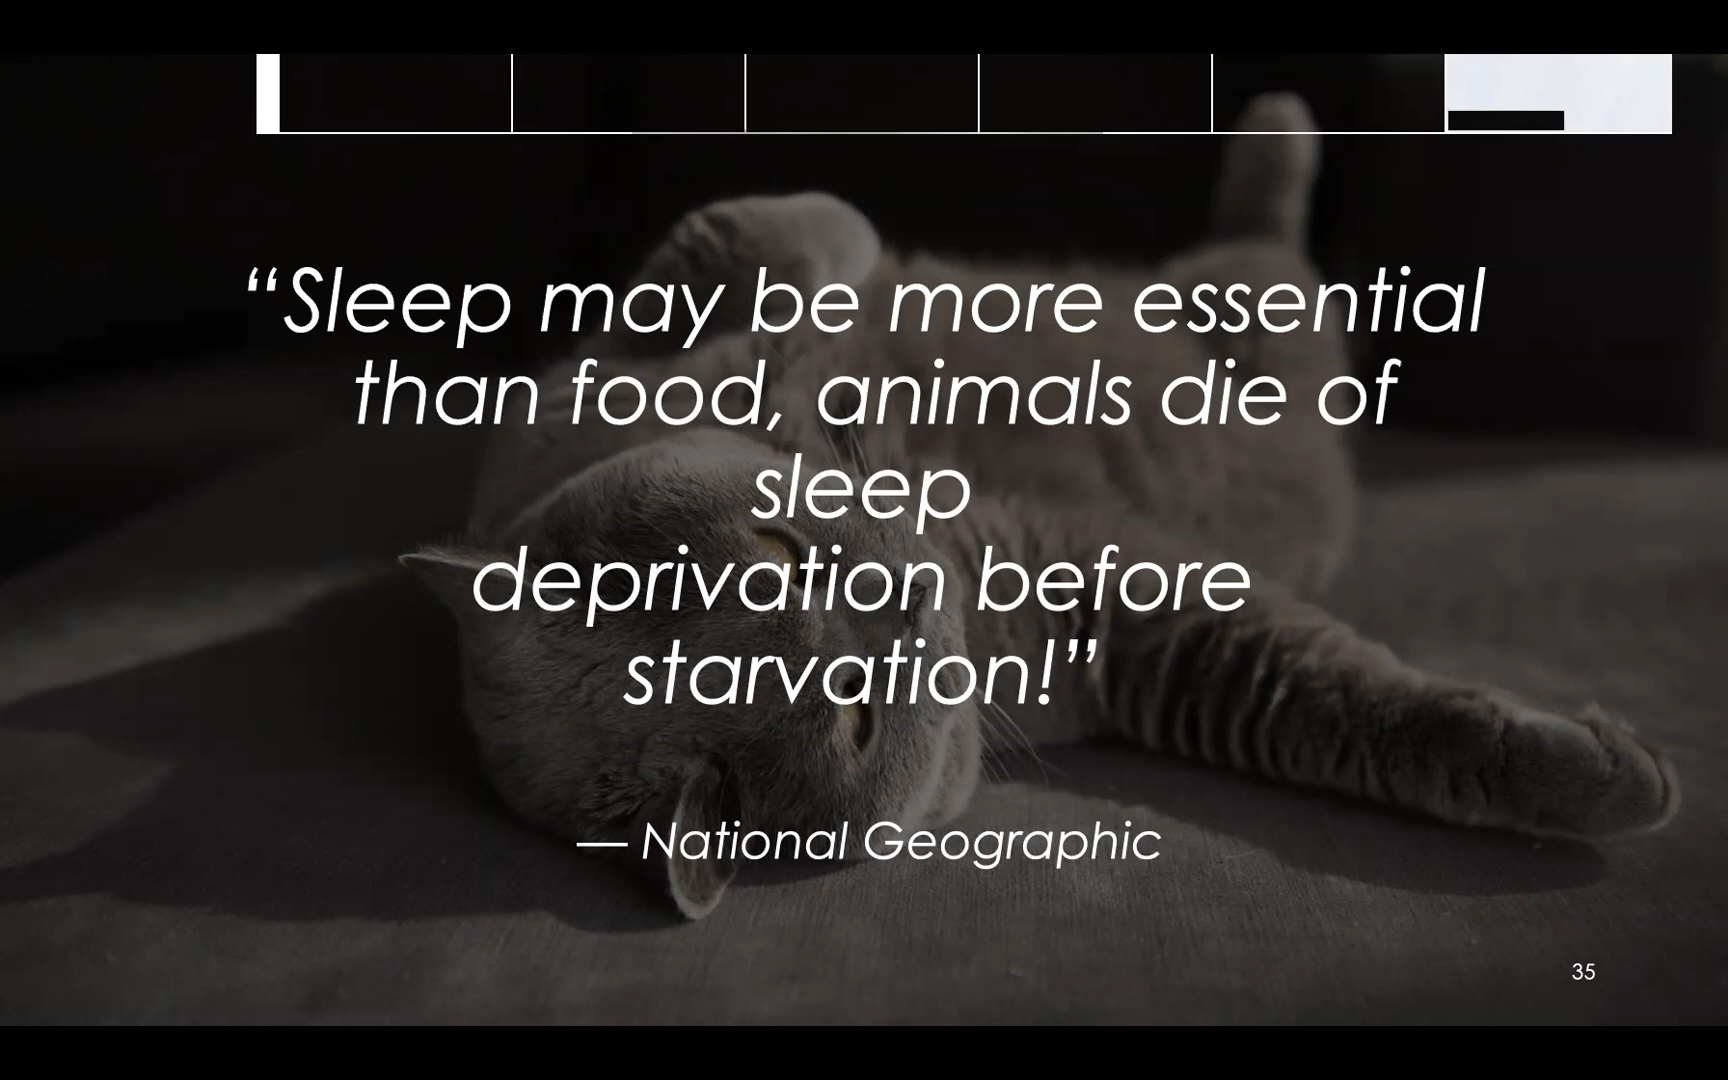 “Sleep may be more essential
than food, animals die of
sleep
deprivation before
starvation!”
— National Geographic
35